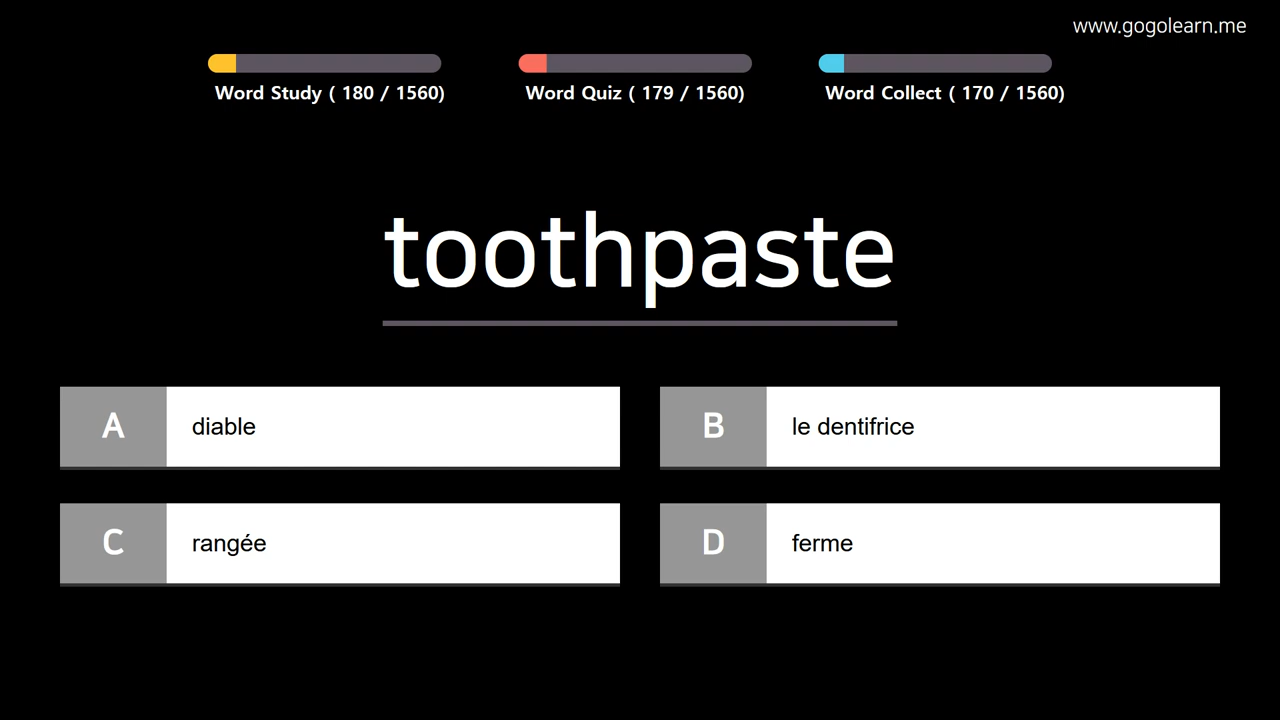 www.gogolearn.me
Word Study ( 180 / 1560)
Word Quiz ( 179 / 1560)
Word Collect ( 170 / 1560)
toothpaste
A diable
B le dentifrice
C rangée
D ferme